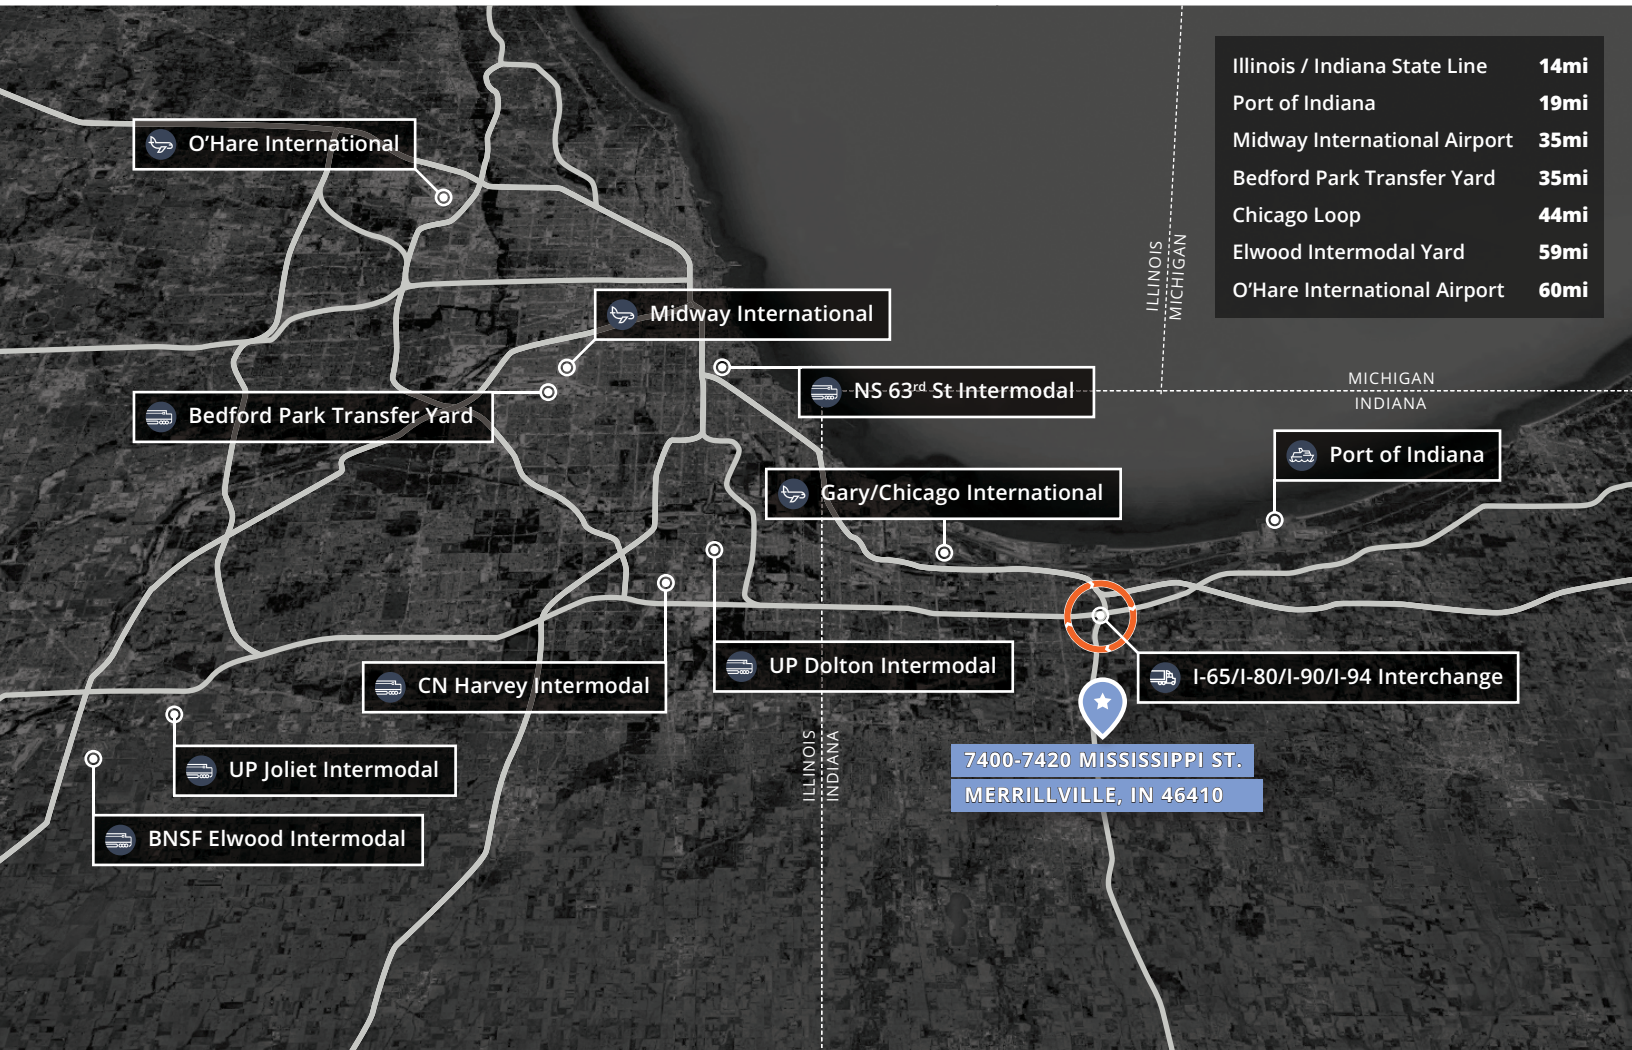 Illinois / Indiana State Line 14mi
Port of Indiana 19mi
Midway International Airport 35mi
Bedford Park Transfer Yard 35mi
Chicago Loop 44mi
Elwood Intermodal Yard 59mi
O'Hare International Airport 60mi
O'Hare International
ILLINOIS
MICHIGAN
Midway International
MICHIGAN
INDIANA
NS 63rd St Intermodal
Bedford Park Transfer Yard
Port of Indiana
Gary/Chicago International
UP Dolton Intermodal
CN Harvey Intermodal
I-65/I-80/I-90/I-94 Interchange
ILLINOIS
INDIANA
7400-7420 MISSISSIPPI ST.
MERRILLVILLE, IN 46410
UP Joliet Intermodal
BNSF Elwood Intermodal